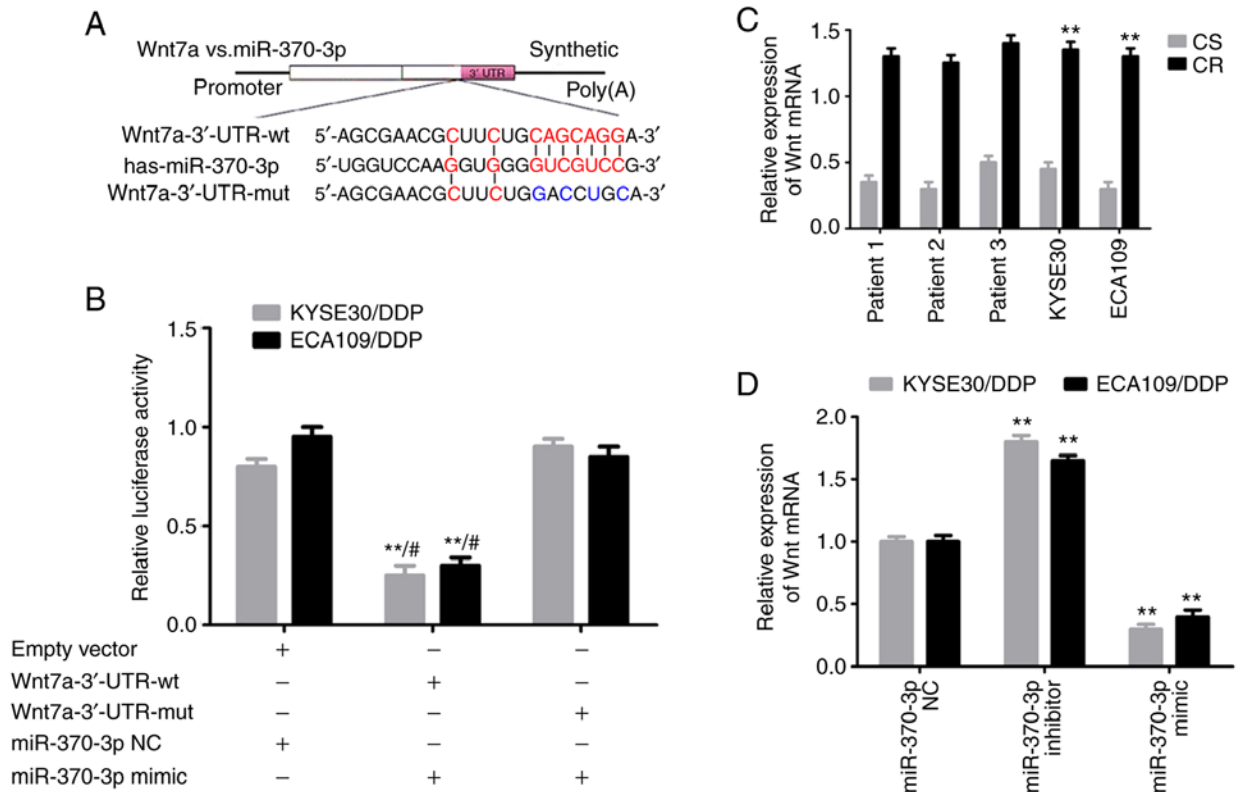 A
Wnt7a vs.miR-370-3p
Synthetic
3′ UTR
Promoter
Poly(A)
Wnt7a-3′-UTR-wt 5′-AGCGAACGCUUCUGCAGCAGGA-3′
has-miR-370-3p 5′-UGGUCCAAGGUGGGGUCGUCCG-3′
Wnt7a-3′-UTR-mut 5′-AGCGAACGCUUCUGGACCUGCA-3′
B
KYSE30/DDP
ECA109/DDP
Relative luciferase activity
1.5
1.0
0.5
0.0
**/# **/#
Empty vector + − −
Wnt7a-3′-UTR-wt − + −
Wnt7a-3′-UTR-mut − − +
miR-370-3p NC + − −
miR-370-3p mimic − + +
C
CS
CR
Relative expression
of Wnt mRNA
1.5
1.0
0.5
0.0
** **
Patient 1
Patient 2
Patient 3
KYSE30
ECA109
D
KYSE30/DDP ECA109/DDP
Relative expression
of Wnt mRNA
2.0
1.5
1.0
0.5
0.0
** **
** **
miR-370-3p
NC
miR-370-3p
inhibitor
miR-370-3p
mimic